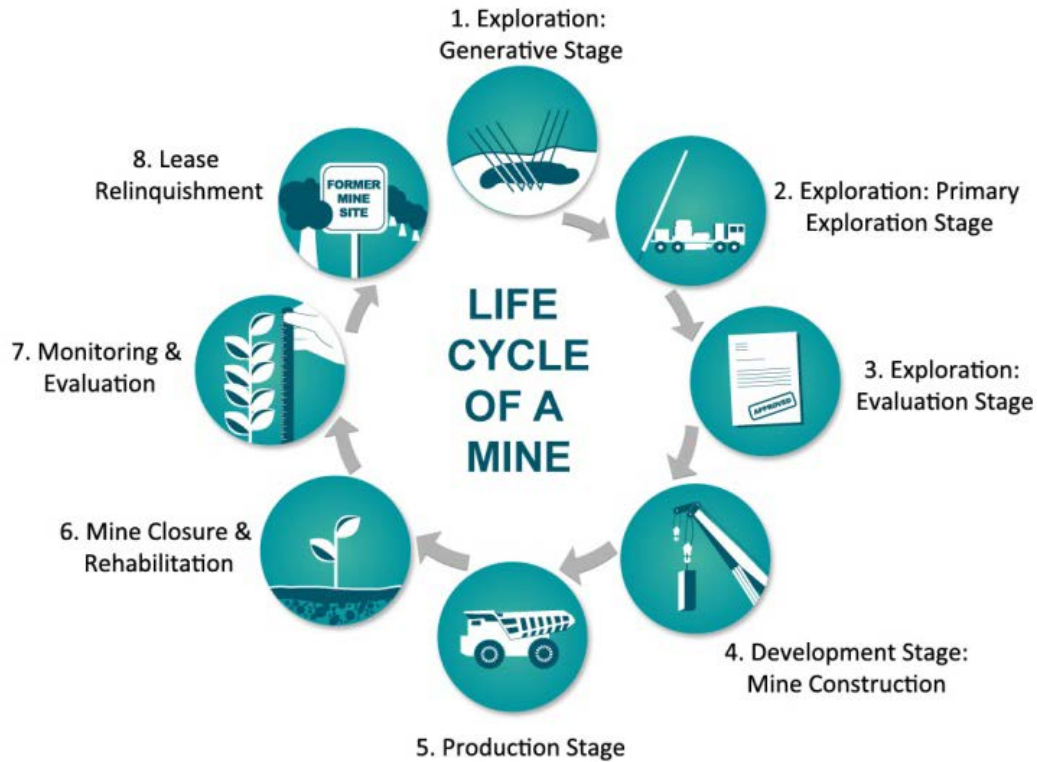 1. Exploration:
Generative Stage
2. Exploration: Primary
Exploration Stage
3. Exploration:
Evaluation Stage
APPROVED
4. Development Stage:
Mine Construction
5. Production Stage
6. Mine Closure &
Rehabilitation
7. Monitoring &
Evaluation
8. Lease
Relinquishment
FORMER
MINE
SITE
LIFE
CYCLE
OF A
MINE